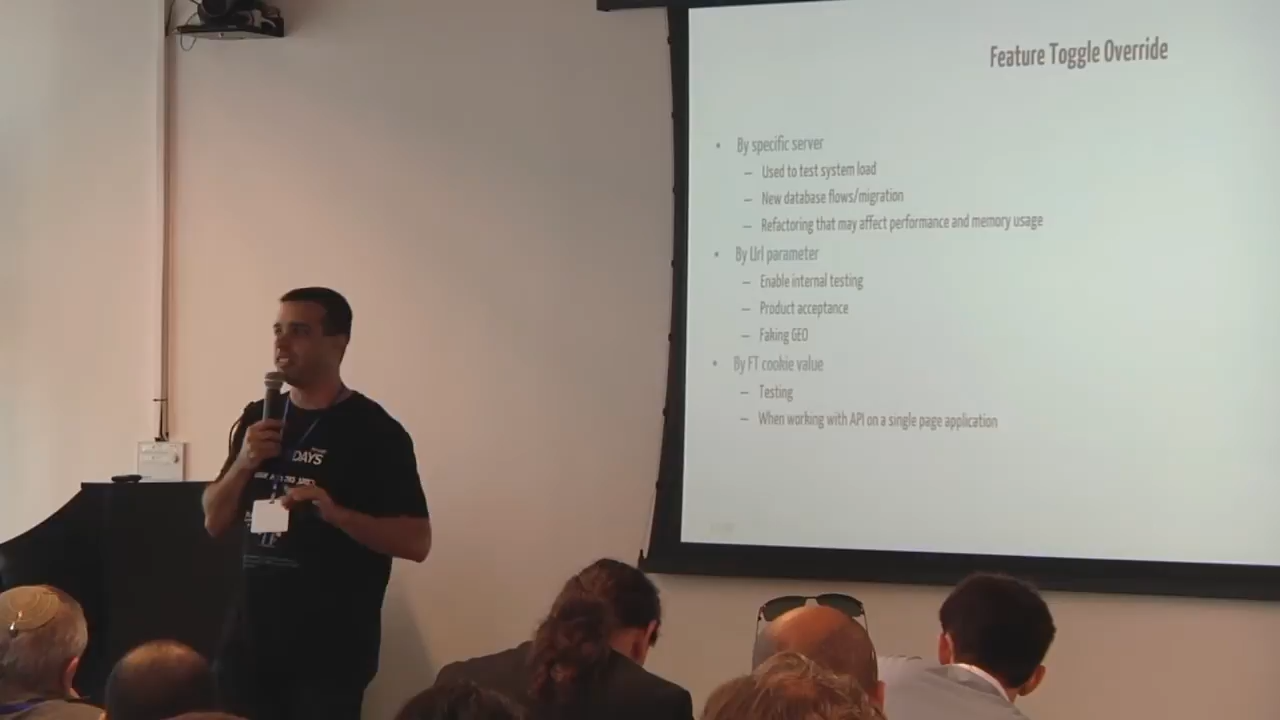 Feature Toggle Override
• By specific server
– Used to test system load
– New database flows/migration
– Refactoring that may affect performance and memory usage
• By Url parameter
– Enable internal testing
– Product acceptance
– Faking GEO
• By FT cookie value
– Testing
– When working with API on a single page application
DAYS